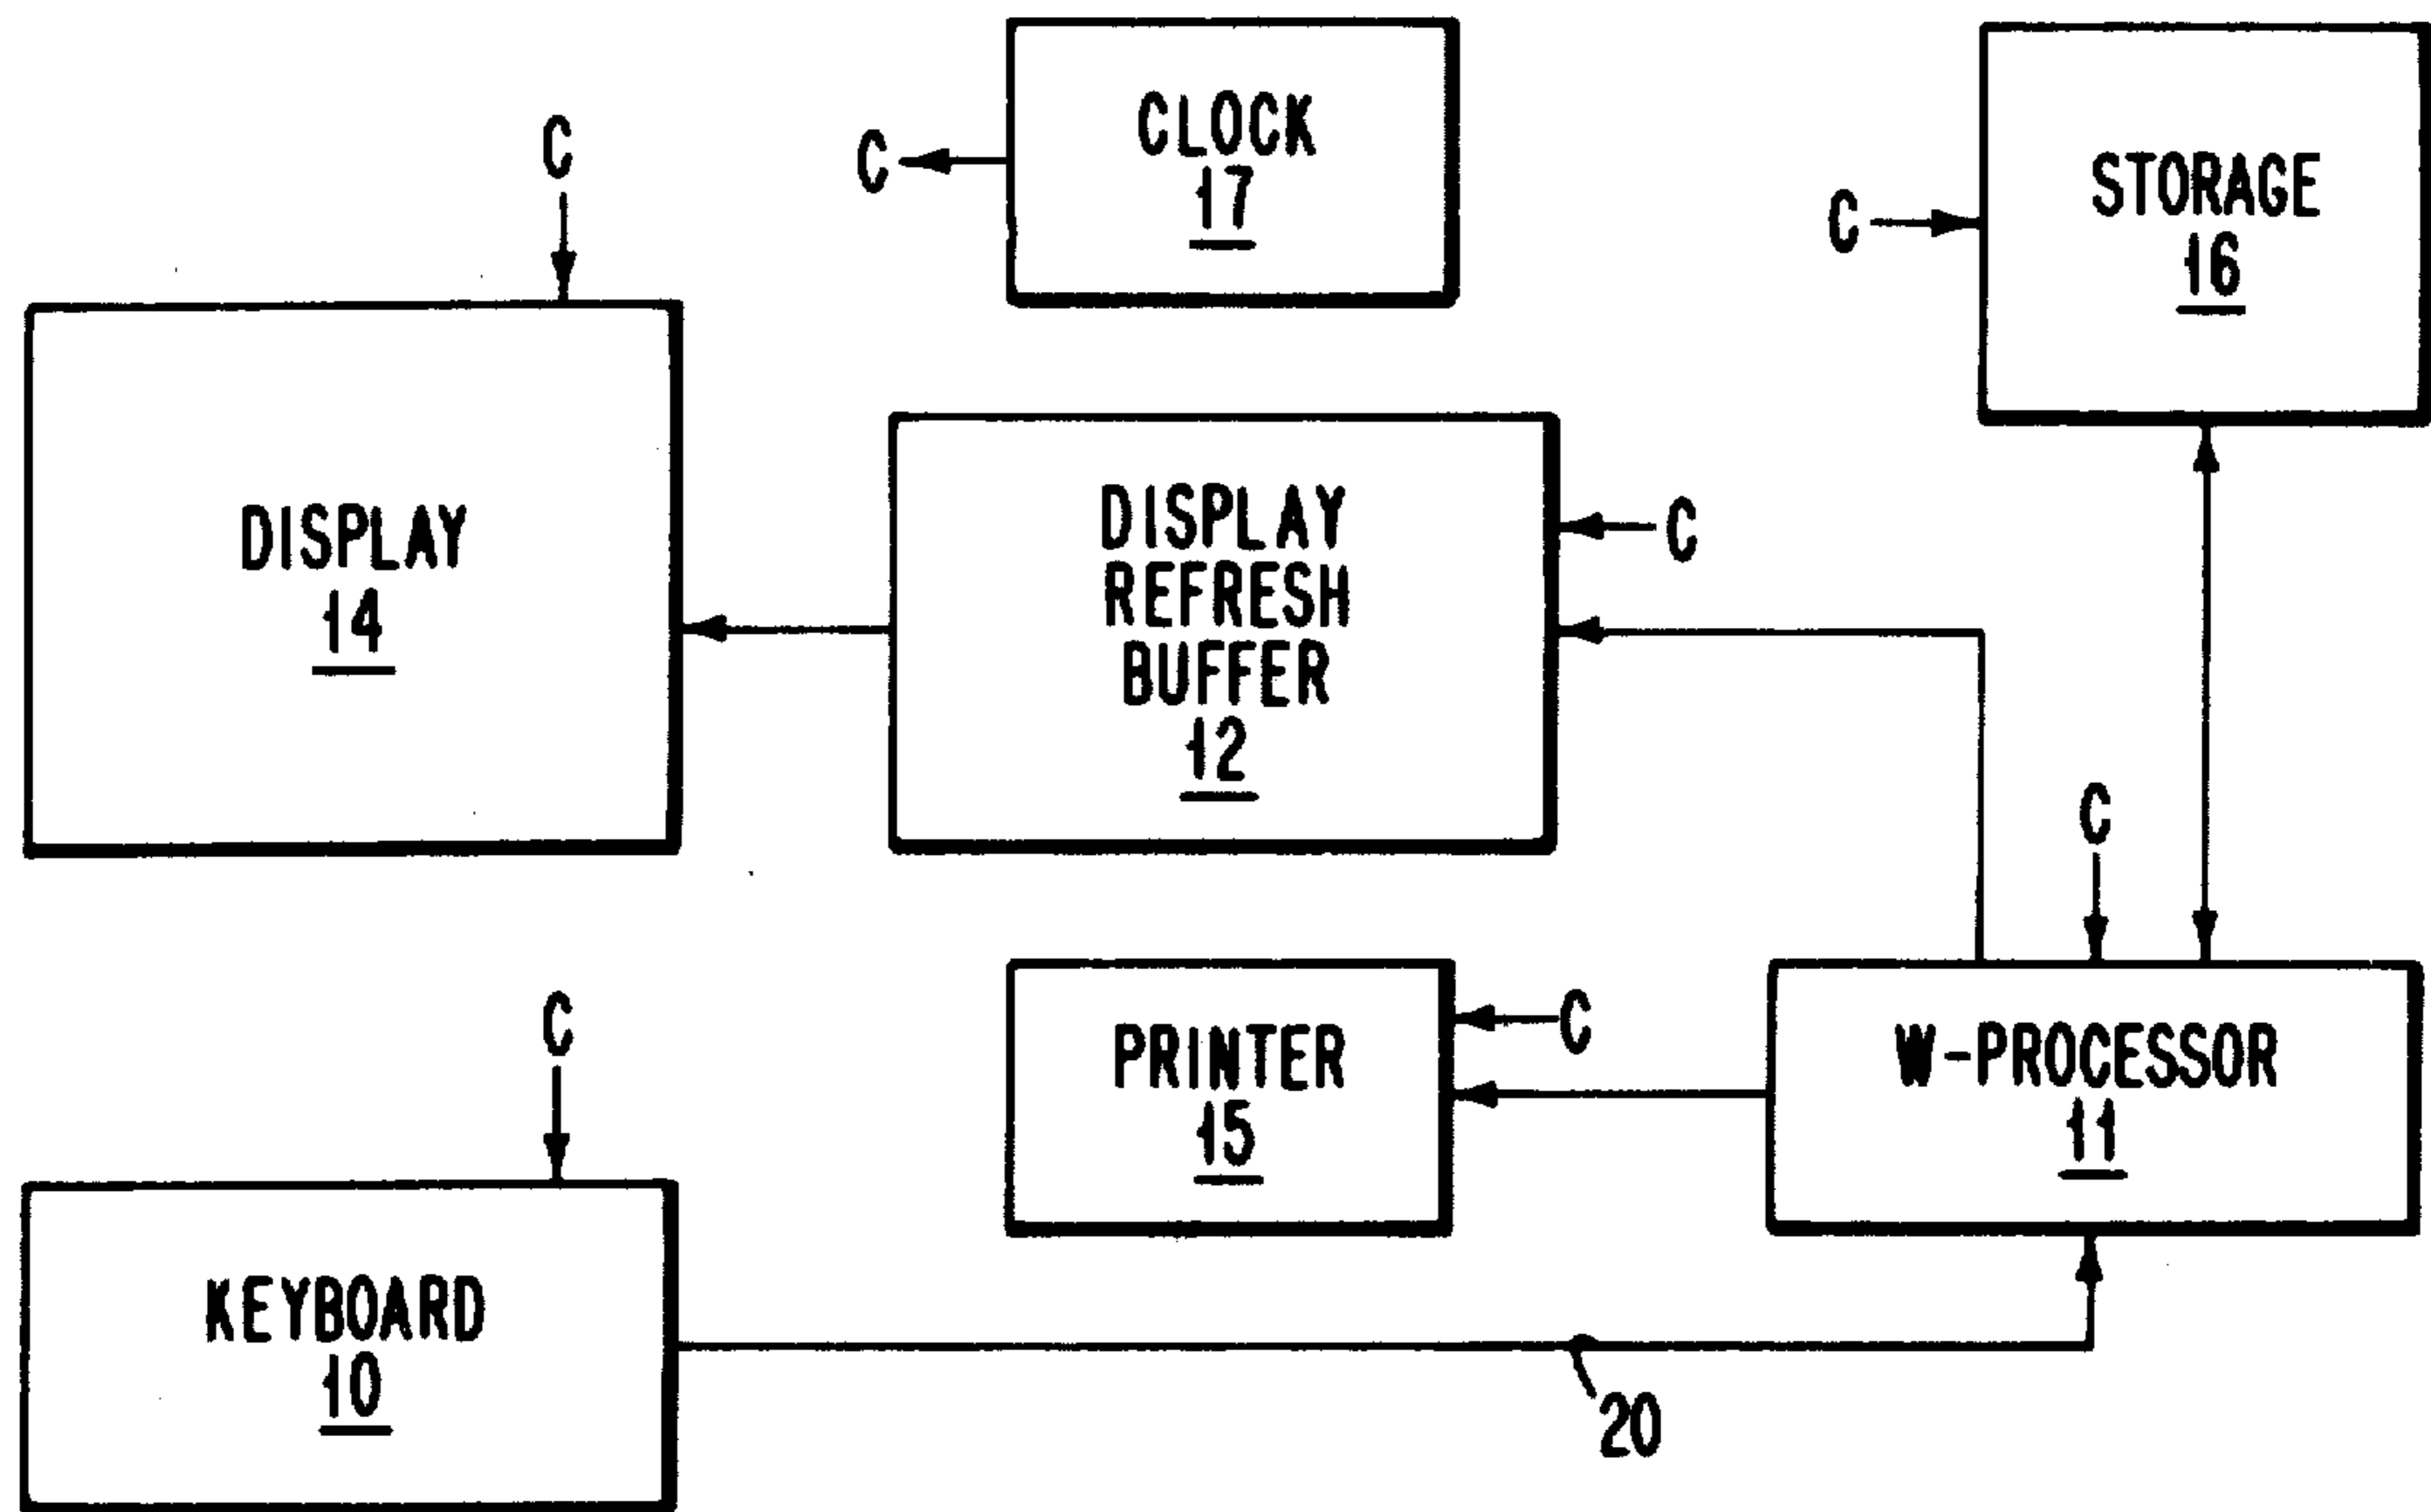 CLOCK
17
C
C
STORAGE
16
C
DISPLAY
14
DISPLAY
REFRESH
BUFFER
12
C
C
PRINTER
15
C
W-PROCESSOR
11
C
KEYBOARD
10
20